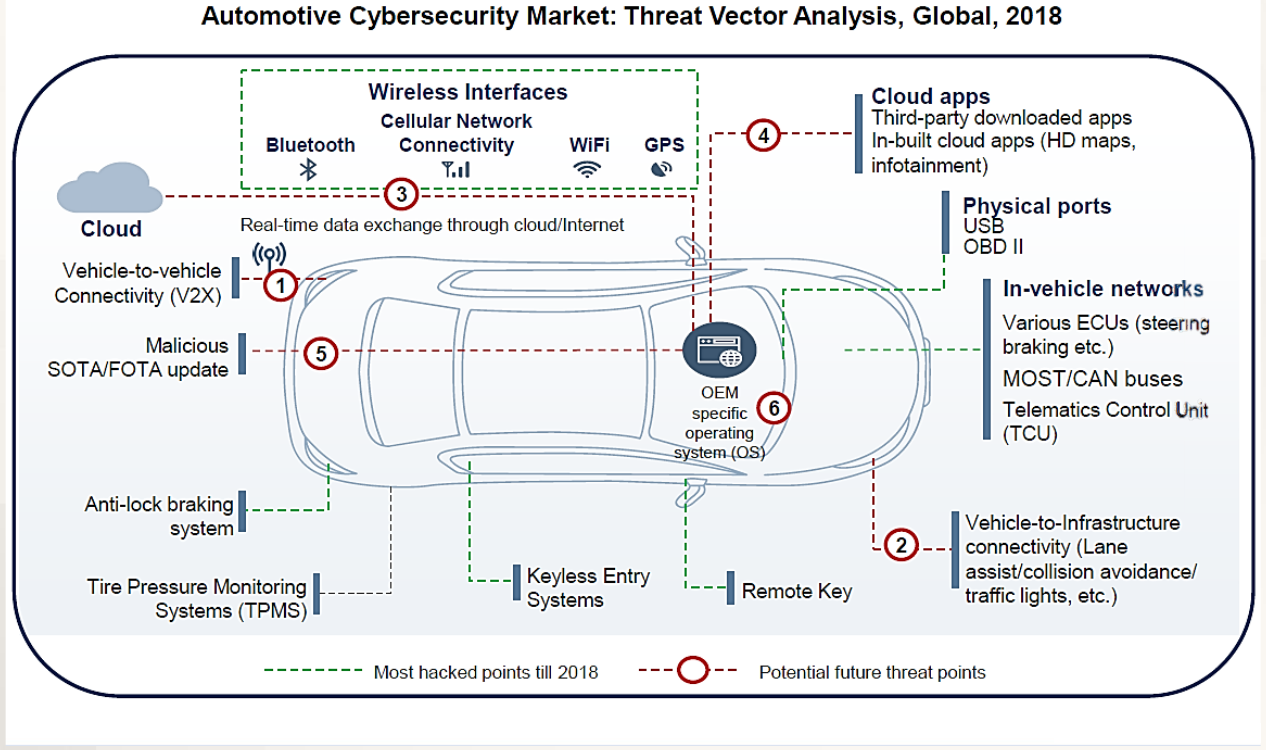 Automotive Cybersecurity Market: Threat Vector Analysis, Global, 2018
Wireless Interfaces
Bluetooth
Cellular Network
Connectivity
WiFi
GPS
Cloud
3
Real-time data exchange through cloud/Internet
4
Cloud apps
Third-party downloaded apps
In-built cloud apps (HD maps,
infotainment)
Physical ports
USB
OBD II
Vehicle-to-vehicle
Connectivity (V2X)
1
In-vehicle networks
Various ECUs (steering
braking etc.)
MOST/CAN buses
Telematics Control Unit
(TCU)
Malicious
SOTA/FOTA update
5
OEM
specific
operating
system (OS)
6
Anti-lock braking
system
Tire Pressure Monitoring
Systems (TPMS)
Keyless Entry
Systems
Remote Key
2
Vehicle-to-Infrastructure
connectivity (Lane
assist/collision avoidance/
traffic lights, etc.)
Most hacked points till 2018
Potential future threat points